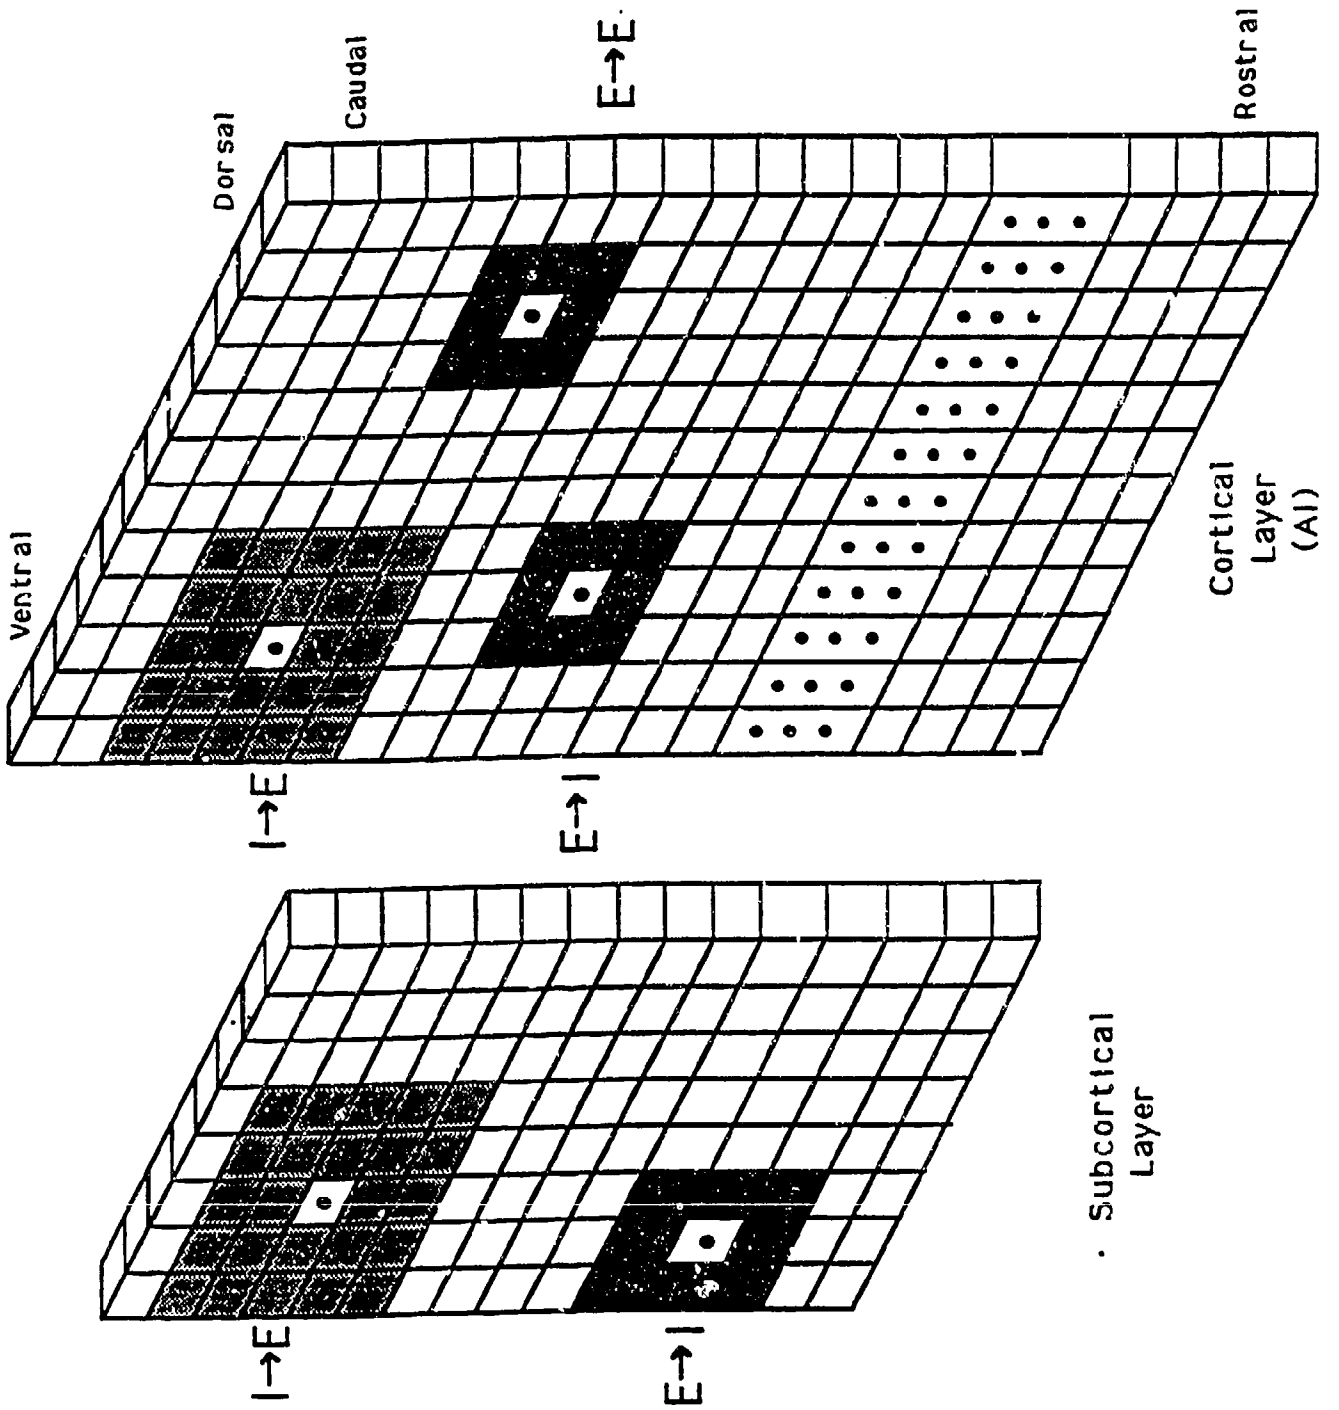 Ventral
Dorsal
Caudal
I→E
E→I
E→E
Rostral
Cortical
Layer
(AI)
I→E
E→I
Subcortical
Layer